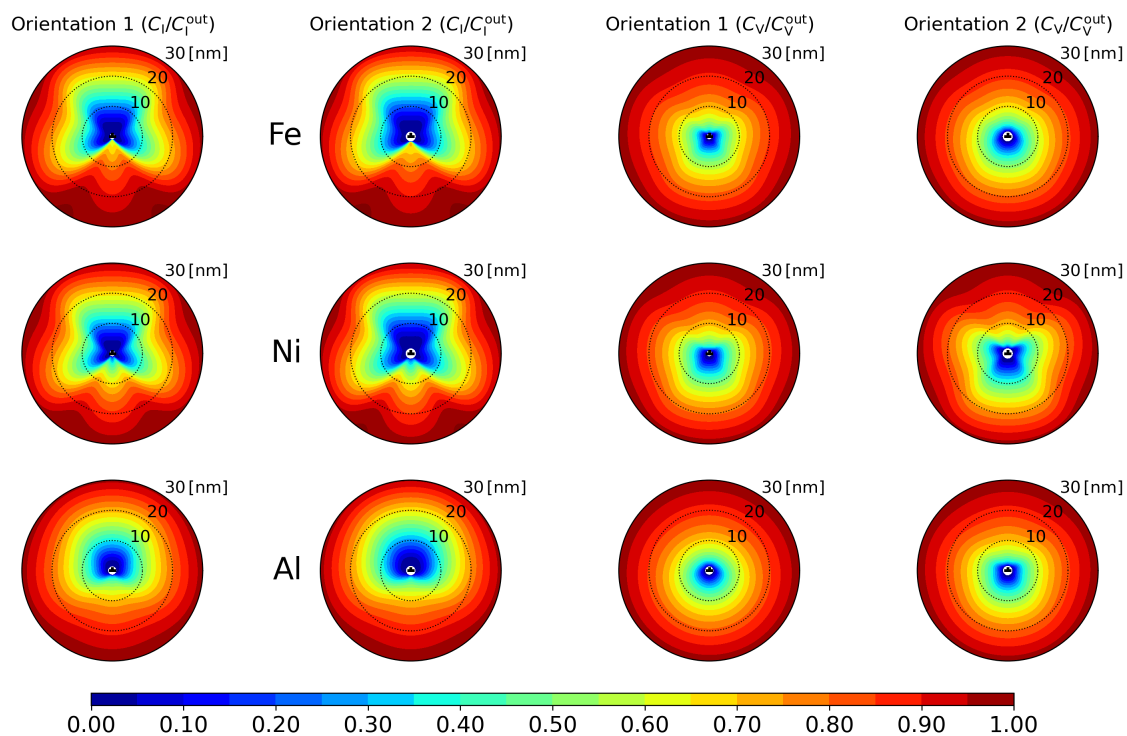 Orientation 1 (C_I/C_I^out) Orientation 2 (C_I/C_I^out) Orientation 1 (C_V/C_V^out) Orientation 2 (C_V/C_V^out)
30 [nm] 30 [nm] 30 [nm] 30 [nm]
20 20 20 20
10 10 10 10
Fe
30 [nm] 30 [nm] 30 [nm] 30 [nm]
20 20 20 20
10 10 10 10
Ni
30 [nm] 30 [nm] 30 [nm] 30 [nm]
20 20 20 20
10 10 10 10
Al
0.00 0.10 0.20 0.30 0.40 0.50 0.60 0.70 0.80 0.90 1.00